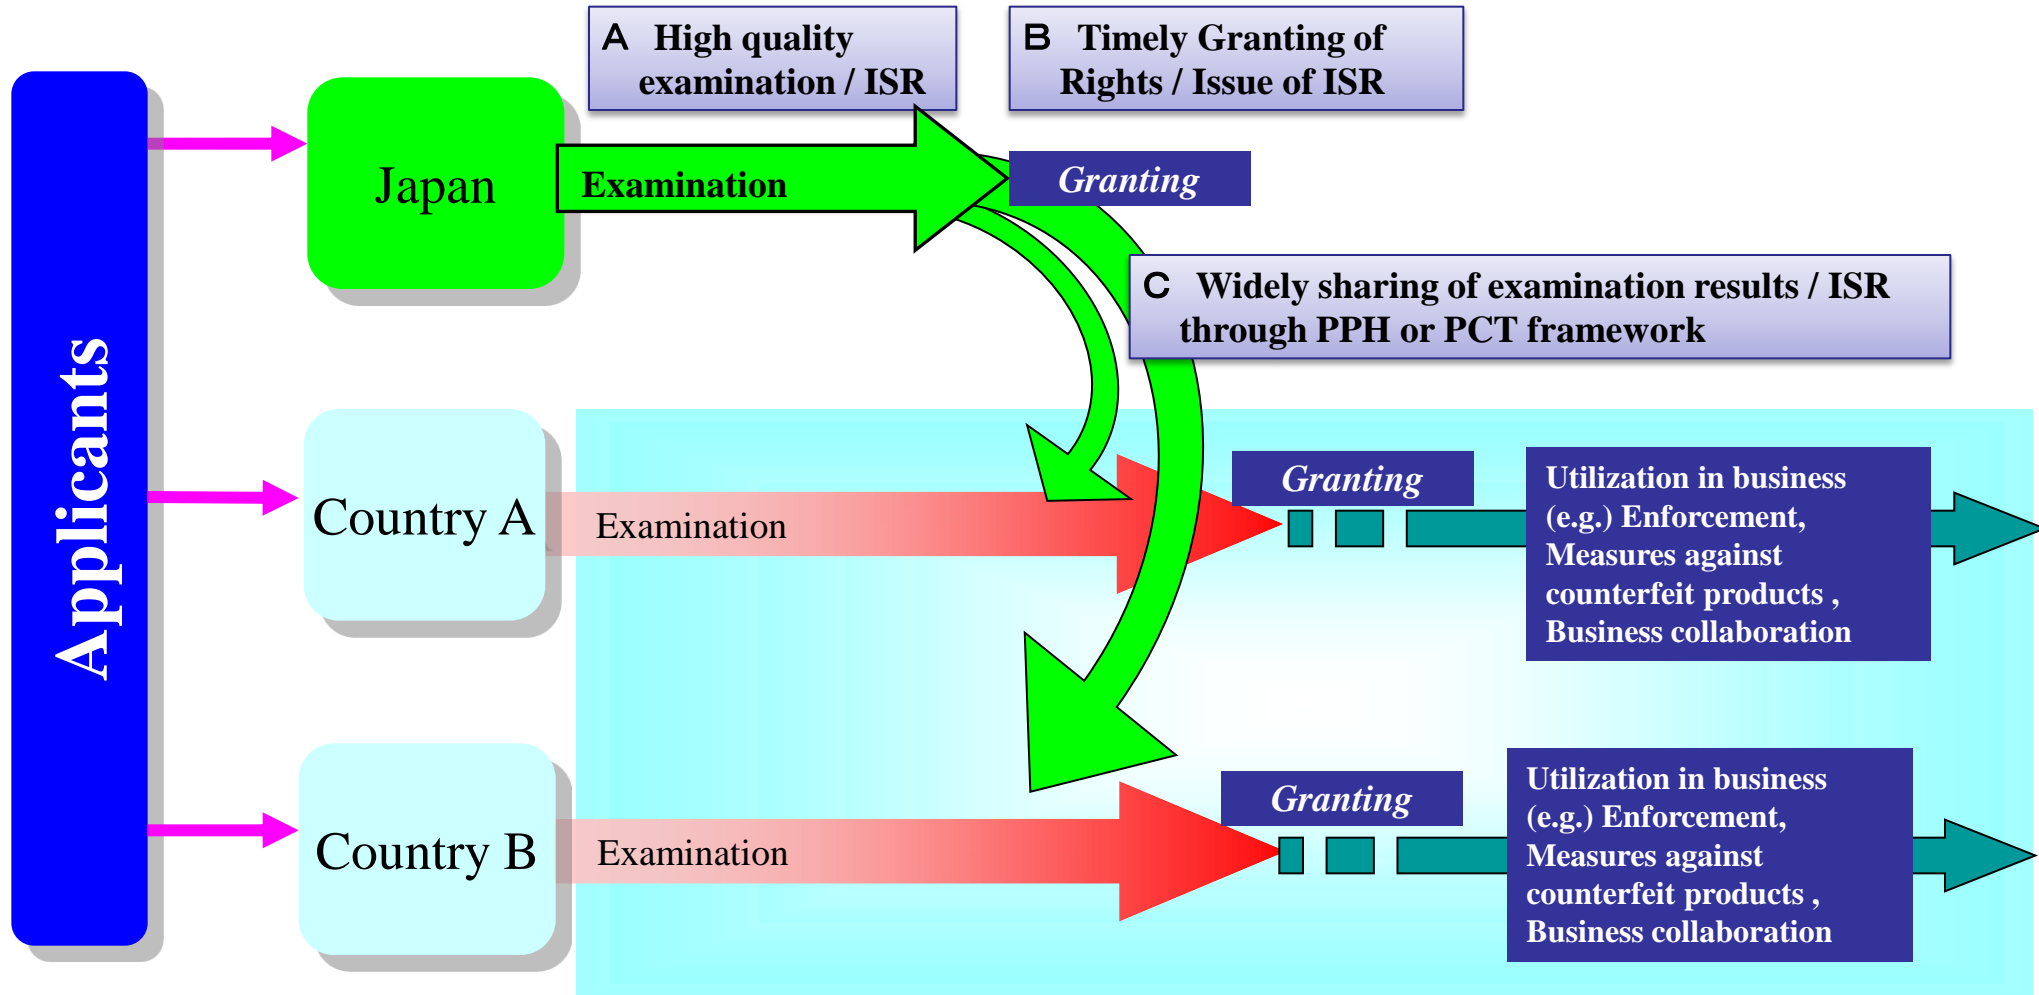 A High quality
examination / ISR
B Timely Granting of
Rights / Issue of ISR
Applicants
Japan
Examination
Granting
C Widely sharing of examination results / ISR
through PPH or PCT framework
Country A
Examination
Granting
Utilization in business
(e.g.) Enforcement,
Measures against
counterfeit products ,
Business collaboration
Country B
Examination
Granting
Utilization in business
(e.g.) Enforcement,
Measures against
counterfeit products ,
Business collaboration